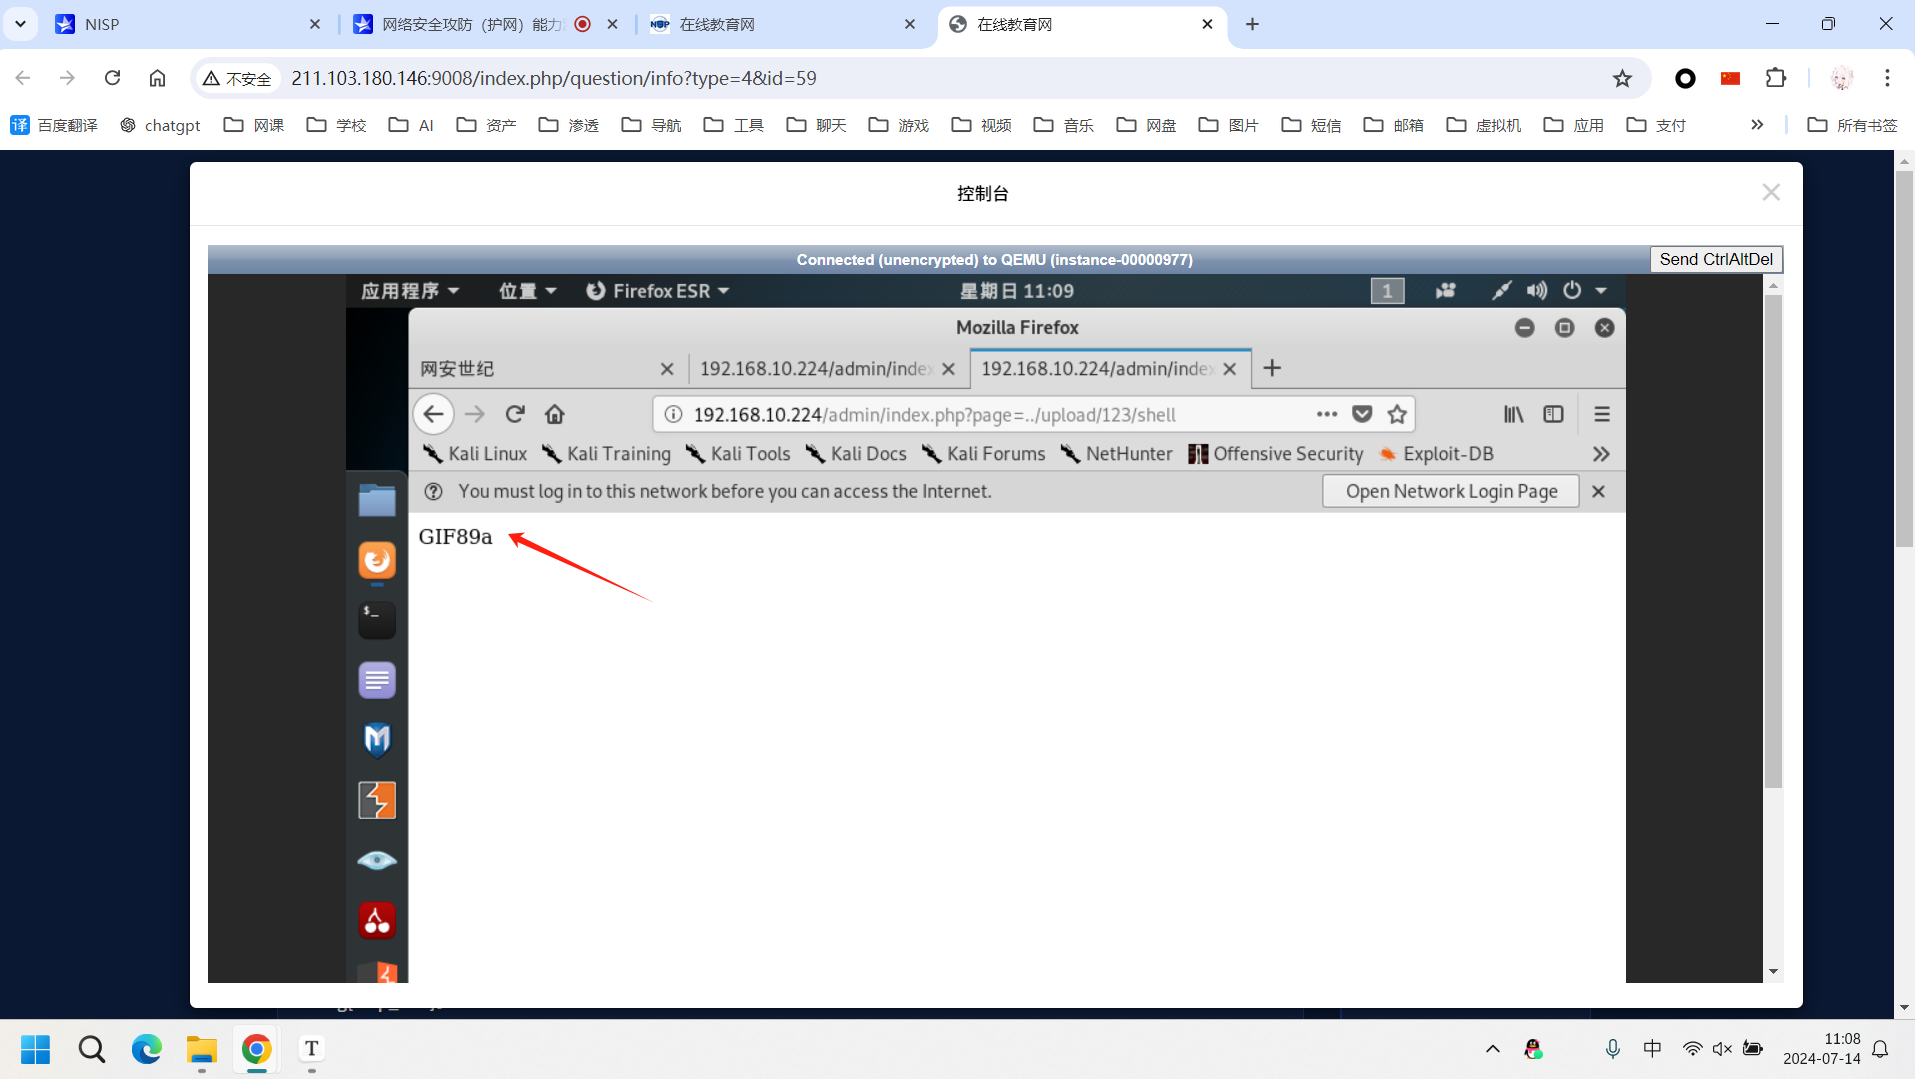 NISP
网络安全攻防（护网）能力
在线教育网
在线教育网
不安全
211.103.180.146:9008/index.php/question/info?type=4&id=59
百度翻译
chatgpt
网课
学校
AI
资产
渗透
导航
工具
聊天
游戏
视频
音乐
网盘
图片
短信
邮箱
虚拟机
应用
支付
所有书签
控制台
Connected (unencrypted) to QEMU (instance-00000977)
Send CtrlAltDel
应用程序
位置
Firefox ESR
星期日 11:09
1
Mozilla Firefox
网安世纪
192.168.10.224/admin/index
192.168.10.224/admin/index
192.168.10.224/admin/index.php?page=../upload/123/shell
Kali Linux
Kali Training
Kali Tools
Kali Docs
Kali Forums
NetHunter
Offensive Security
Exploit-DB
You must log in to this network before you can access the Internet.
Open Network Login Page
GIF89a
中
11:08
2024-07-14